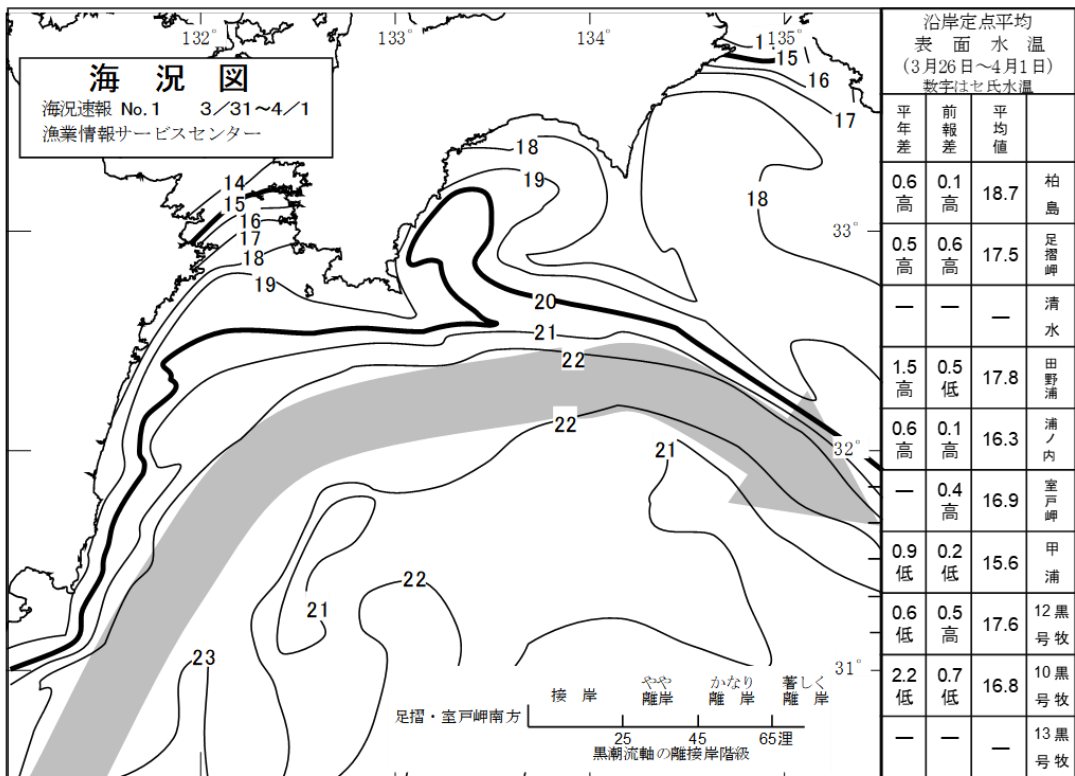 132°
133°
134°
135°
海 況 図
海況速報 No.1 3/31~4/1
漁業情報サービスセンター
15
16
17
18
19
14
15
16
17
18
19
18
33°
20
21
22
22
21
32°
22
21
23
31°
接 岸
やや
離岸
かなり
離 岸
著しく
離 岸
足摺・室戸岬南方
25 45 65浬
黒潮流軸の離接岸階級
沿岸定点平均
表 面 水 温
(3月26日~4月1日)
数字はセ氏水温
平年差 前報差 平均値
0.6高 0.1高 18.7 柏島
0.5高 0.6高 17.5 足摺岬
— — — 清水
1.5高 0.5低 17.8 田野浦
0.6高 0.1高 16.3 浦ノ内
— 0.4高 16.9 室戸岬
0.9低 0.2低 15.6 甲浦
0.6低 0.5高 17.6 12号 黒牧
2.2低 0.7低 16.8 10号 黒牧
— — — 13号 黒牧